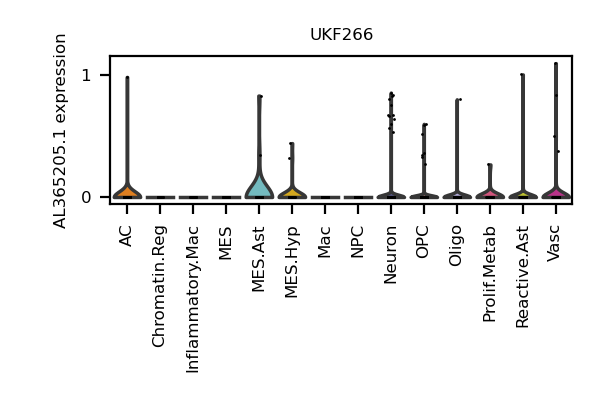 UKF266
AL365205.1 expression
1
0
AC
Chromatin.Reg
Inflammatory.Mac
MES
MES.Ast
MES.Hyp
Mac
NPC
Neuron
OPC
Oligo
Prolif.Metab
Reactive.Ast
Vasc